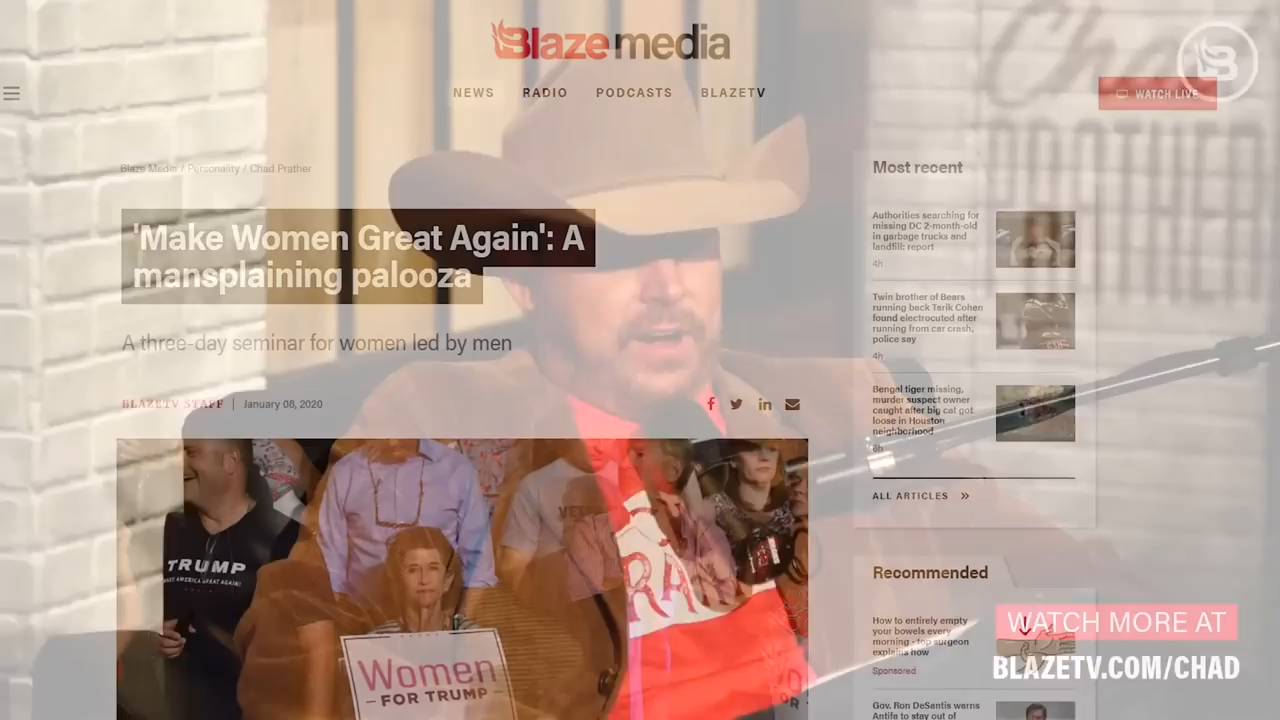 Blaze media
NEWS RADIO PODCASTS BLAZETV
WATCH LIVE
Blaze Media / Personality / Chad Prather
'Make Women Great Again': A
mansplaining palooza
A three-day seminar for women led by men
BLAZETV STAFF | January 08, 2020
TRUMP
MAKE AMERICA GREAT AGAIN!
Women
FOR TRUMP
Most recent
Authorities searching for
missing DC 2-month-old
in garbage trucks and
landfill: report
4h
Twin brother of Bears
running back Tarik Cohen
found electrocuted after
running from car crash,
police say
4h
Bengal tiger missing,
murder suspect owner
caught after big cat got
loose in Houston
neighborhood
6h
ALL ARTICLES
Recommended
How to entirely empty
your bowels every
morning - top surgeon
explains how
Sponsored
Gov. Ron DeSantis warns
Antifa to stay out of
WATCH MORE AT
BLAZETV.COM/CHAD